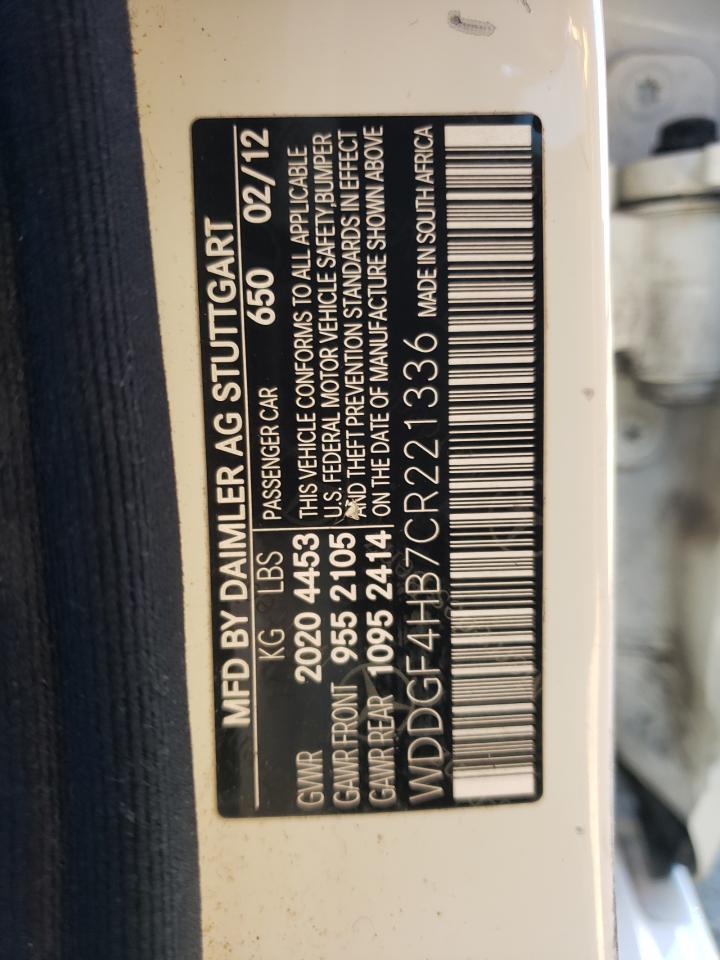 MFD BY DAIMLER AG STUTTGART
KG LBS PASSENGER CAR 650 02/12
GWR 2020 4453 THIS VEHICLE CONFORMS TO ALL APPLICABLE
GAWR FRONT 955 2105 U.S. FEDERAL MOTOR VEHICLE SAFETY,BUMPER
GAWR REAR 1095 2414 AND THEFT PREVENTION STANDARDS IN EFFECT
ON THE DATE OF MANUFACTURE SHOWN ABOVE
WDDGF4HB7CR221336 MADE IN SOUTH AFRICA